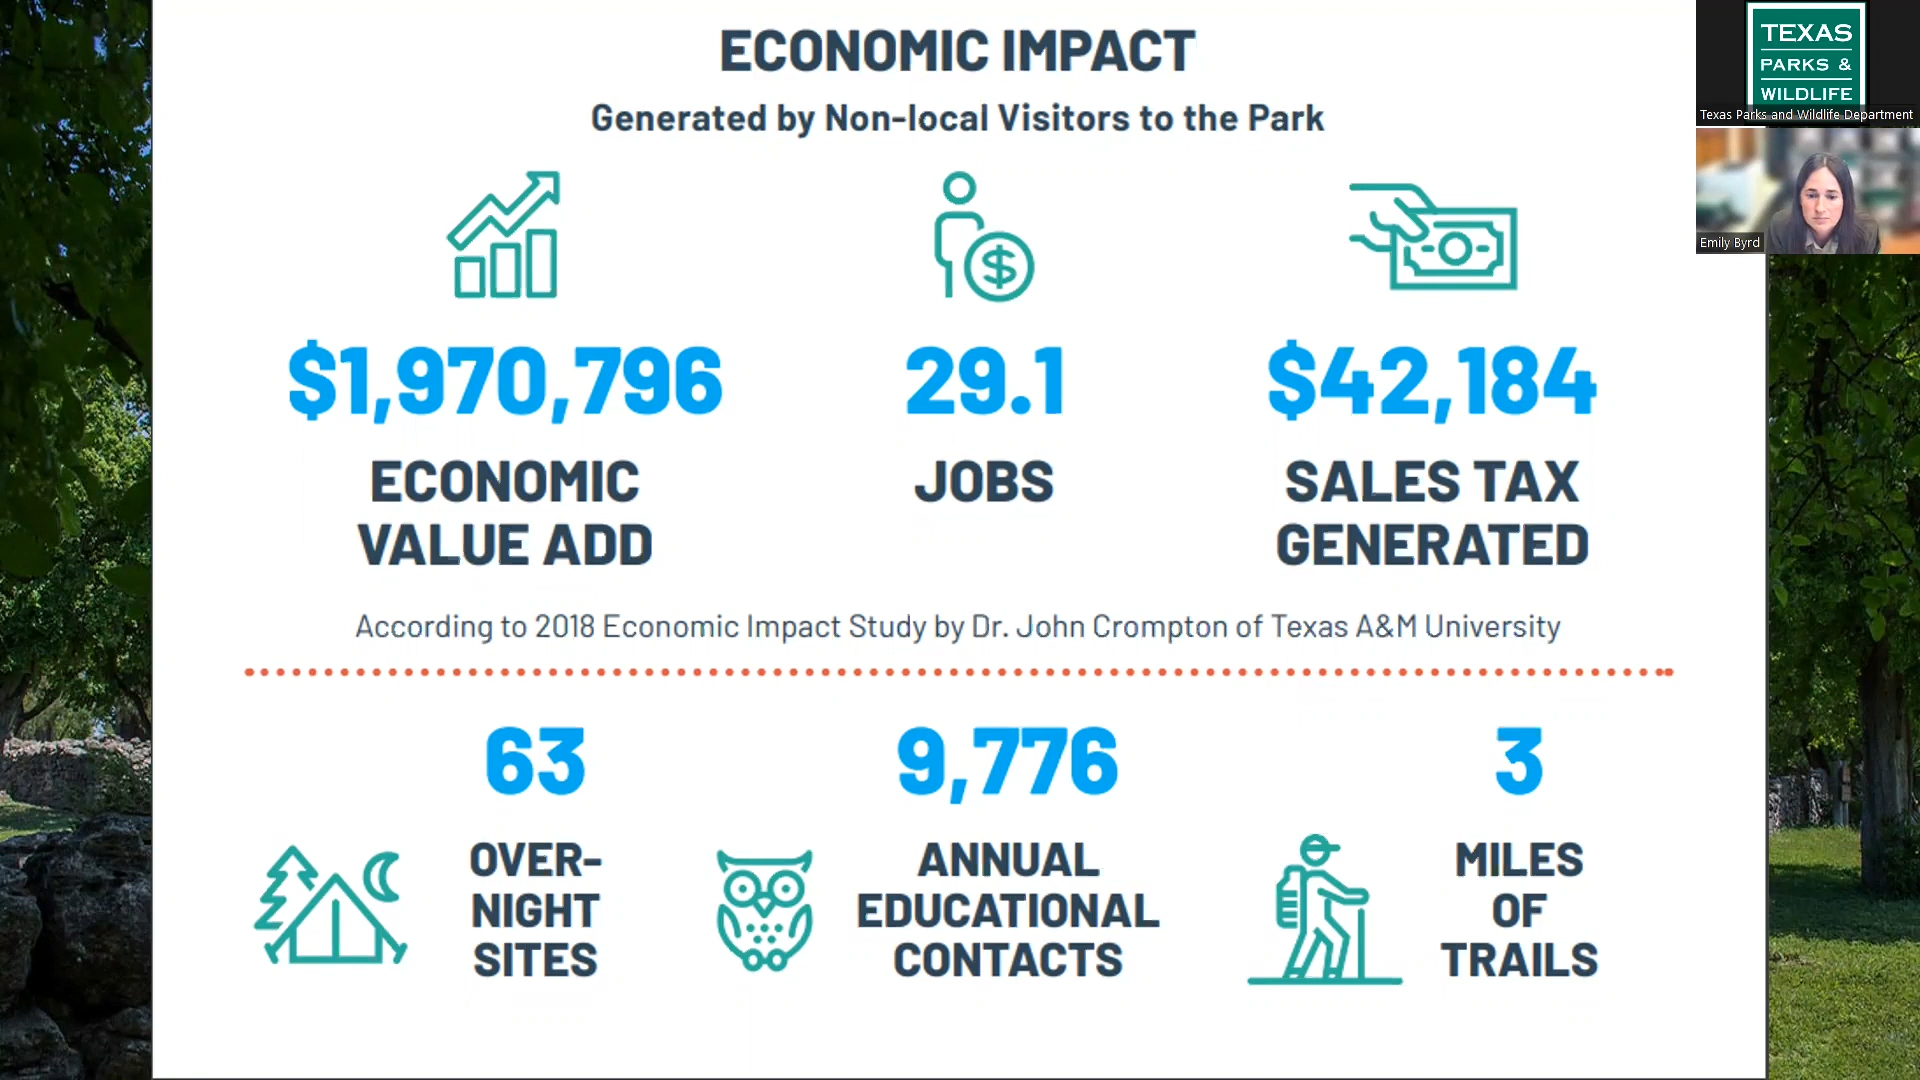 ECONOMIC IMPACT
Generated by Non-local Visitors to the Park
$1,970,796
29.1
$42,184
ECONOMIC
VALUE ADD
JOBS
SALES TAX
GENERATED
According to 2018 Economic Impact Study by Dr. John Crompton of Texas A&M University
63
9,776
3
OVER-
NIGHT
SITES
ANNUAL
EDUCATIONAL
CONTACTS
MILES
OF
TRAILS
TEXAS
PARKS &
WILDLIFE
Texas Parks and Wildlife Department
Emily Byrd